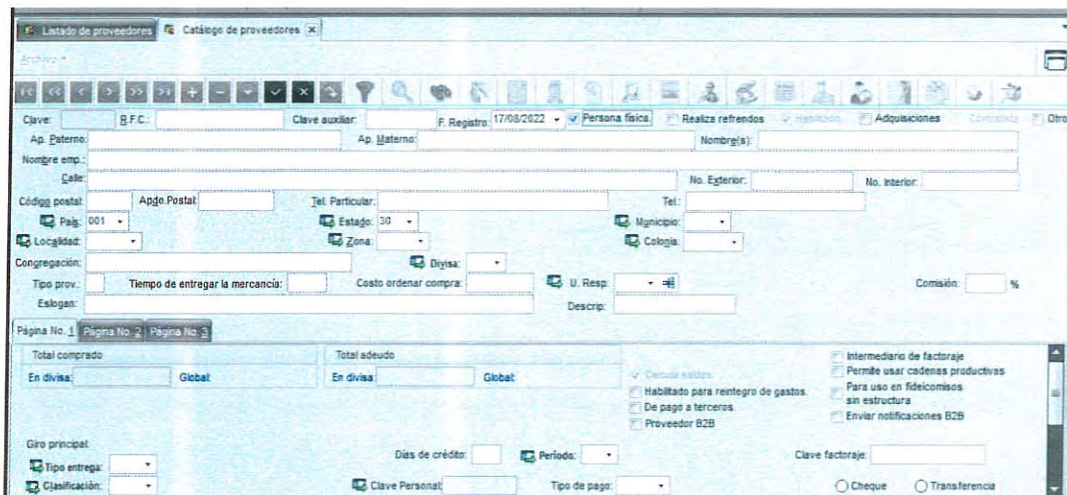 Listado de proveedores Catálogo de proveedores
Archivo
Clave: R.F.C.: Clave auxiliar: F. Registro: 17/08/2022 Persona física Realiza refrendos Habilitado Adquisiciones Contratista Otro
Ap. Paterno: Ap. Materno: Nombre(s):
Nombre emp.:
Calle: No. Exterior: No. Interior:
Código postal: Apdo.Postal: Tel. Particular: Tel.:
País: 001 Estado: 30 Municipio:
Localidad: Zona: Colonia:
Congregación: Divisa:
Tipo prov.: Tiempo de entregar la mercancía: Costo ordenar compra: U. Resp: Comisión: %
Eslogan: Descrip:
Página No. 1 Página No. 2 Página No. 3
Total comprado Total adeudo Intermediario de factoraje
En divisa: Global: En divisa: Global: Calcula saldos. Permite usar cadenas productivas
Habilitado para reintegro de gastos. Para uso en fideicomisos
De pago a terceros. sin estructura
Proveedor B2B Enviar notificaciones B2B
Giro principal:
Tipo entrega: Días de crédito: Periodo: Clave factoraje:
Clasificación: Clave Personal: Tipo de pago: Cheque Transferencia